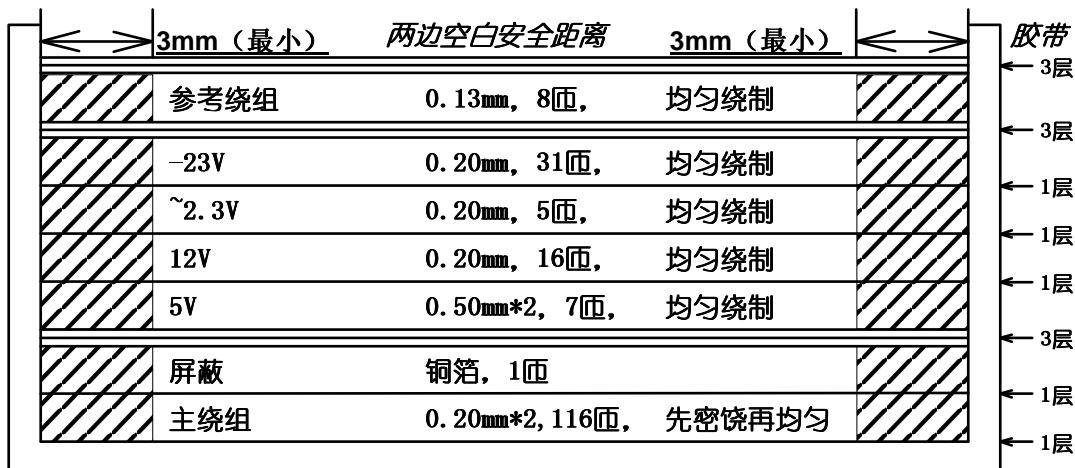 3mm（最小） 两边空白安全距离 3mm（最小） 胶带
3层
参考绕组 0.13mm, 8匝, 均匀绕制
3层
-23V 0.20mm, 31匝, 均匀绕制
1层
~2.3V 0.20mm, 5匝, 均匀绕制
1层
12V 0.20mm, 16匝, 均匀绕制
1层
5V 0.50mm*2, 7匝, 均匀绕制
3层
屏蔽 铜箔, 1匝
1层
主绕组 0.20mm*2,116匝, 先密饶再均匀
1层